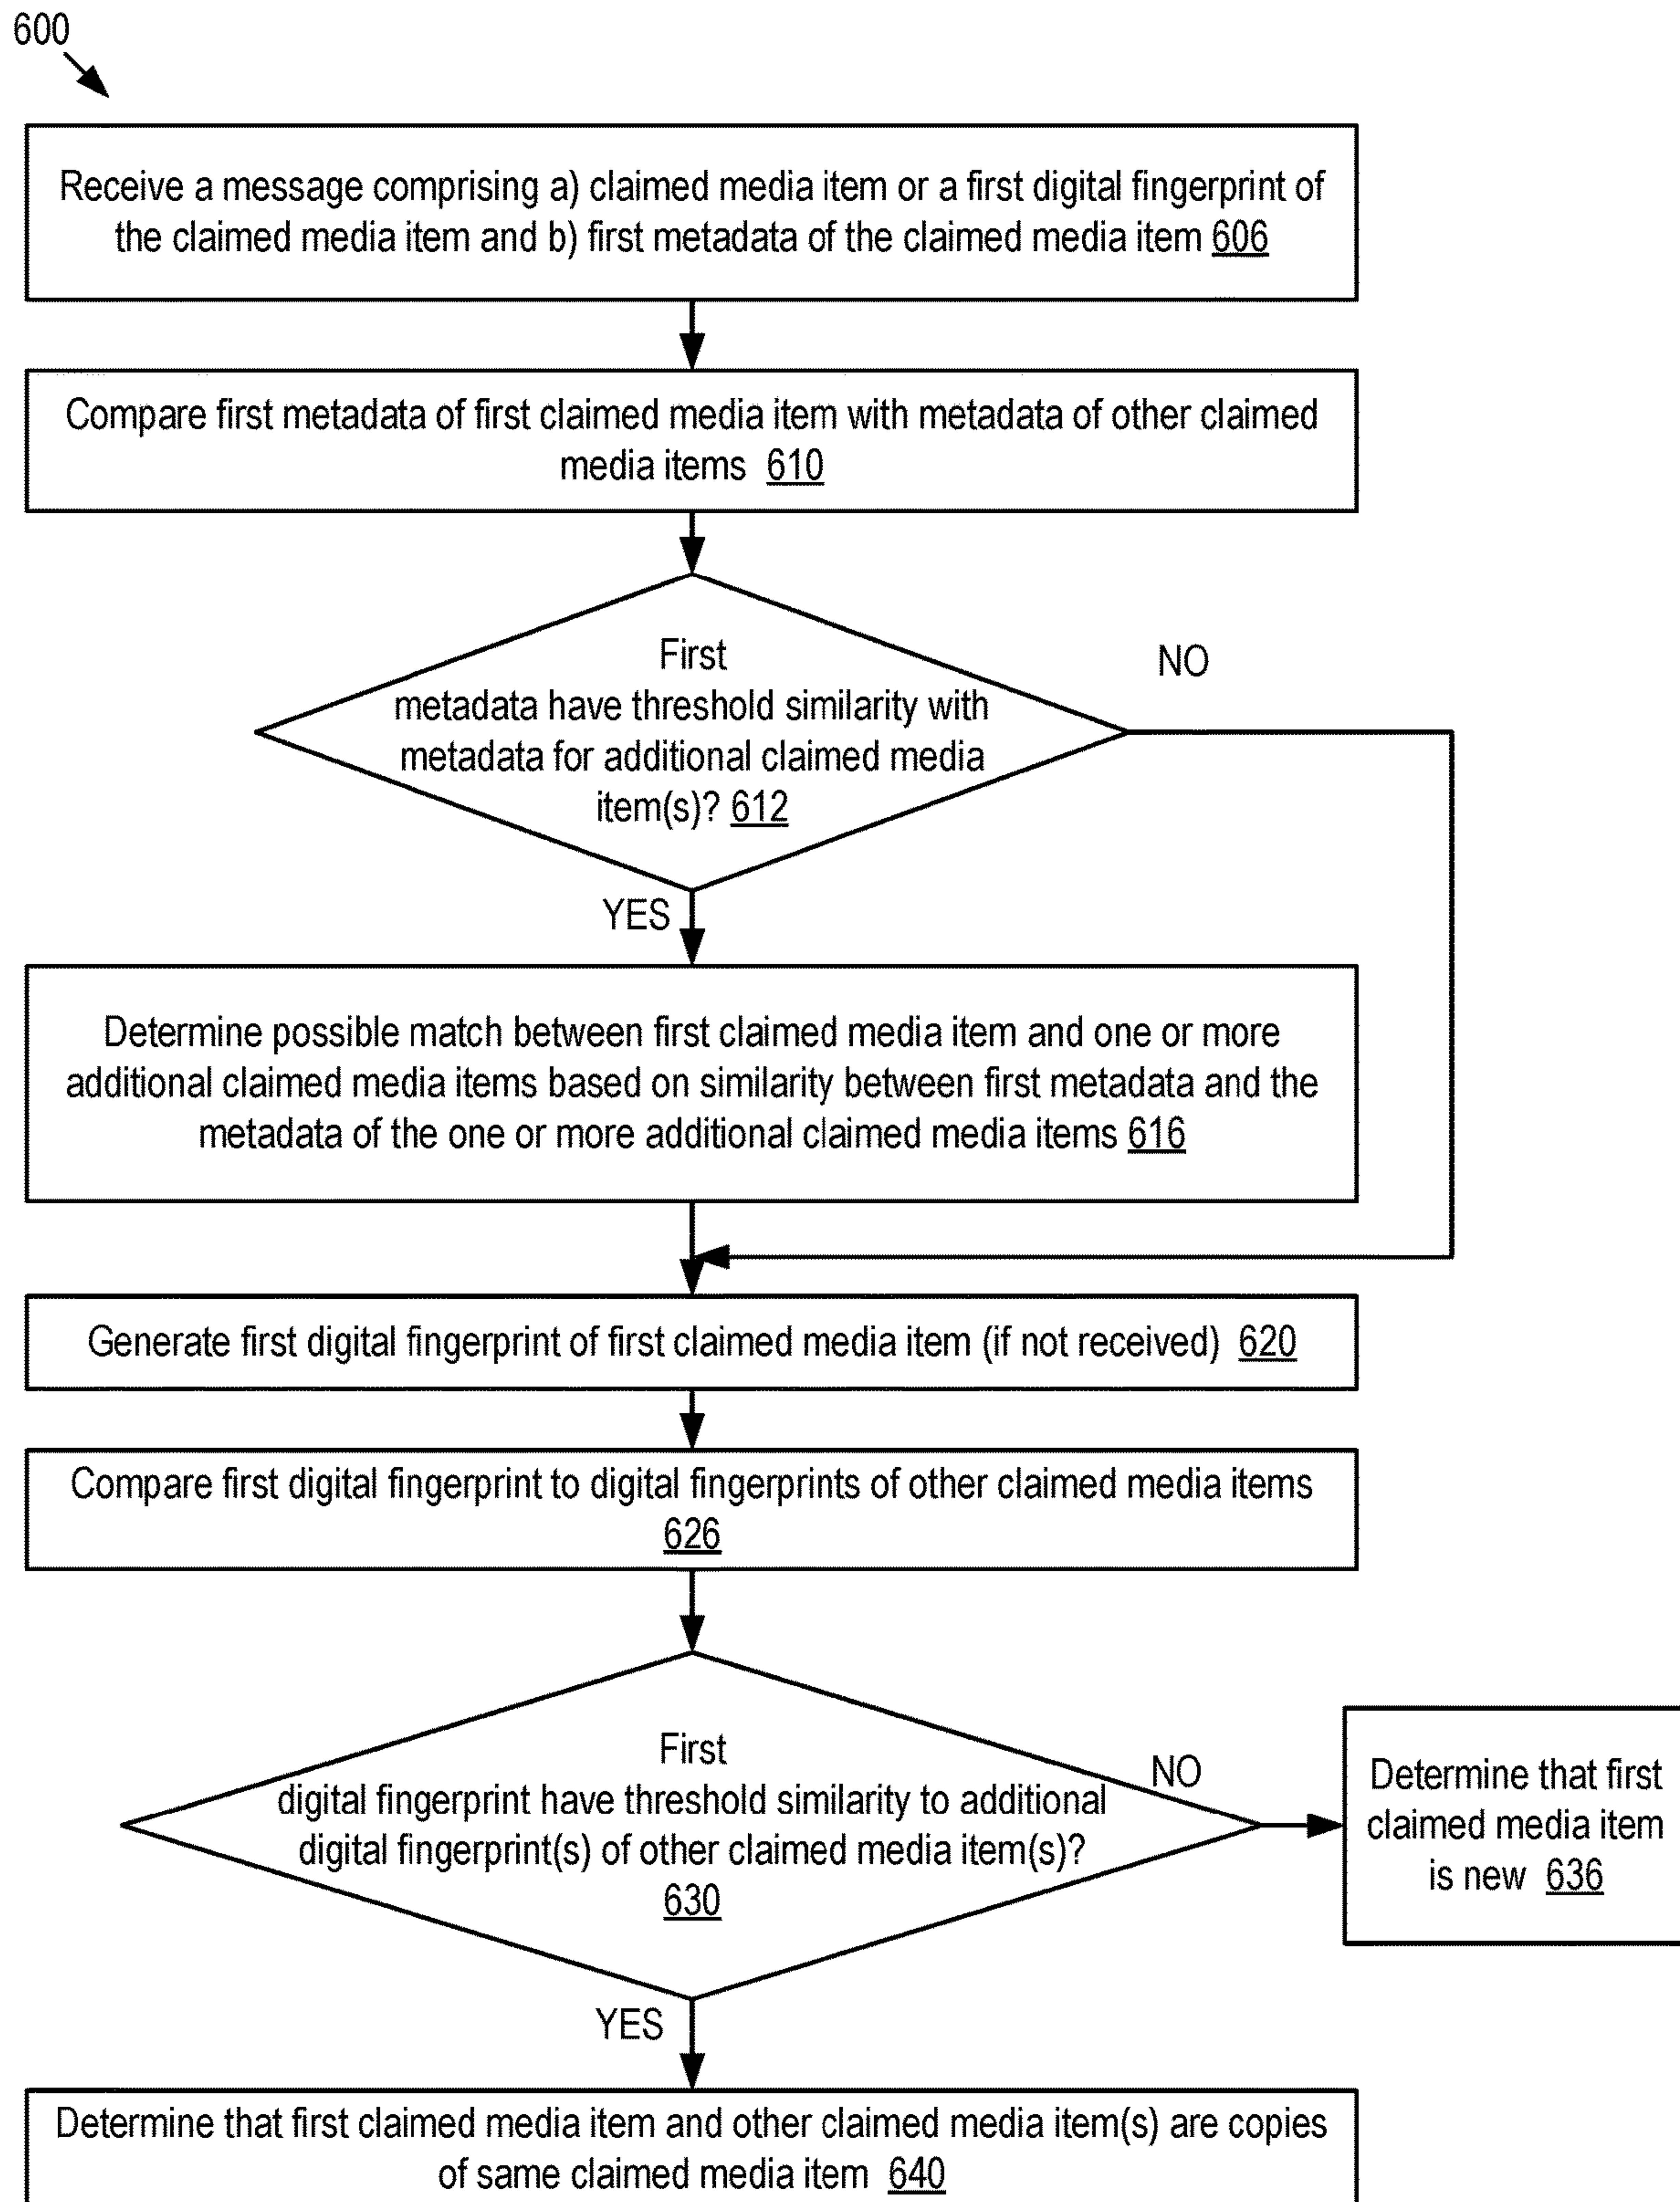 600
Receive a message comprising a) claimed media item or a first digital fingerprint of
the claimed media item and b) first metadata of the claimed media item 606
Compare first metadata of first claimed media item with metadata of other claimed
media items 610
First
metadata have threshold similarity with
metadata for additional claimed media
item(s)? 612
NO
YES
Determine possible match between first claimed media item and one or more
additional claimed media items based on similarity between first metadata and the
metadata of the one or more additional claimed media items 616
Generate first digital fingerprint of first claimed media item (if not received) 620
Compare first digital fingerprint to digital fingerprints of other claimed media items
626
First
digital fingerprint have threshold similarity to additional
digital fingerprint(s) of other claimed media item(s)?
630
NO
Determine that first
claimed media item
is new 636
YES
Determine that first claimed media item and other claimed media item(s) are copies
of same claimed media item 640